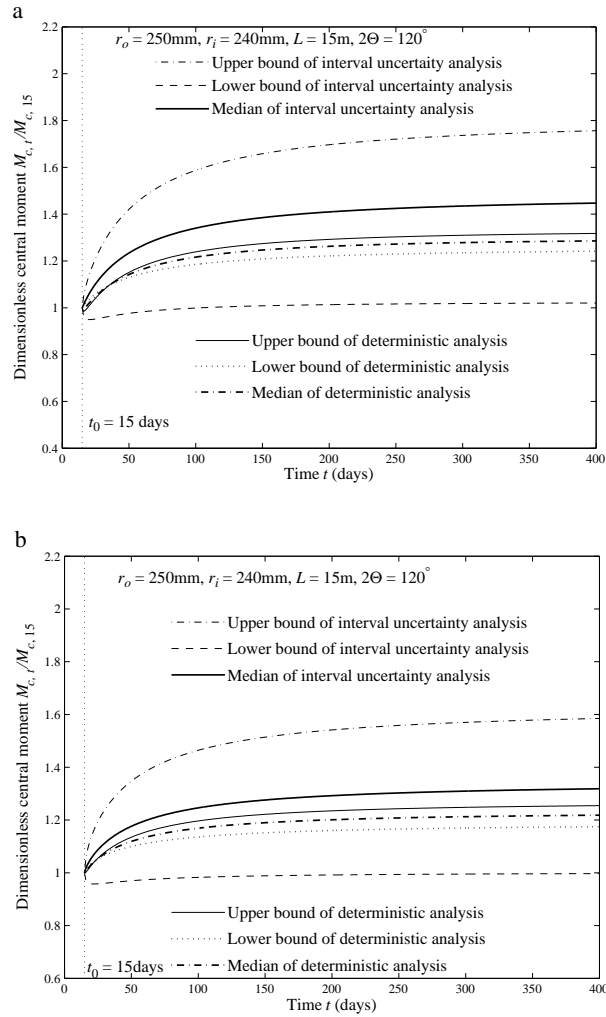 a
2.2
2
1.8
1.6
1.4
1.2
1
0.8
0.6
0.4
Dimensionless central moment M_{c, t}/M_{c, 15}
r_o = 250mm, r_i = 240mm, L = 15m, 2Θ = 120°
Upper bound of interval uncertaity analysis
Lower bound of interval uncertainty analysis
Median of interval uncertainty analysis
Upper bound of deterministic analysis
Lower bound of deterministic analysis
Median of deterministic analysis
t_0 = 15 days
0 50 100 150 200 250 300 350 400
Time t (days)
b
2.2
2
1.8
1.6
1.4
1.2
1
0.8
0.6
Dimensionless central moment M_{c, t}/M_{c, 15}
r_o = 250mm, r_i = 240mm, L = 15m, 2Θ = 120°
Upper bound of interval uncertainty analysis
Lower bound of interval uncertainty analysis
Median of interval uncertainty analysis
Upper bound of deterministic analysis
Lower bound of deterministic analysis
Median of deterministic analysis
t_0 = 15days
0 50 100 150 200 250 300 350 400
Time t (days)